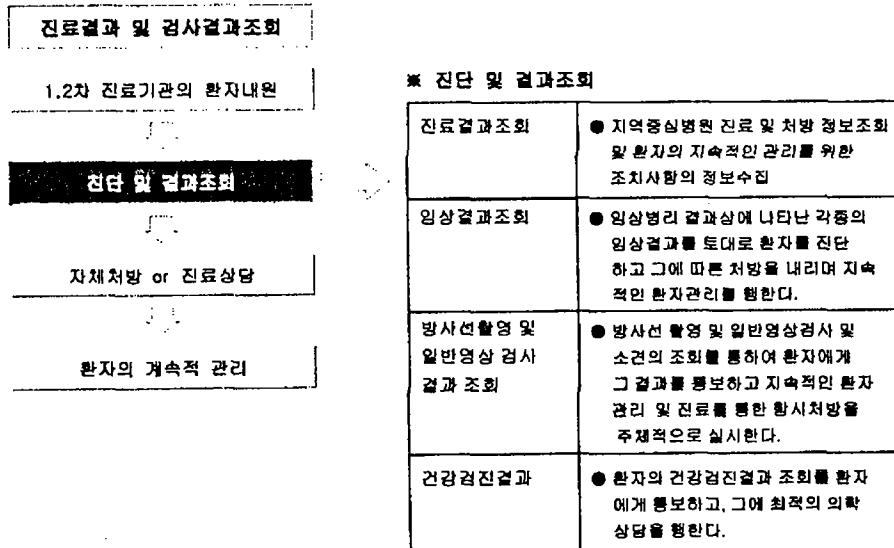 진료결과 및 검사결과조회
1.2차 진료기관의 환자내원
진단 및 결과조회
자체처방 or 진료상담
환자의 계속적 관리
※ 진단 및 결과조회
진료결과조회
● 지역중심병원 진료 및 처방 정보조회
및 환자의 지속적인 관리를 위한
조치사항의 정보수집
임상결과조회
● 임상병리 결과상에 나타난 각종의
임상결과를 토대로 환자를 진단
하고 그에 따른 처방을 내리며 지속
적인 환자관리를 행한다.
방사선촬영 및
일반영상 검사
결과 조회
● 방사선 촬영 및 일반영상검사 및
소견의 조회를 통하여 환자에게
그 결과를 통보하고 지속적인 환자
관리 및 진료를 통한 항시처방을
주체적으로 실시한다.
건강검진결과
● 환자의 건강검진결과 조회를 환자
에게 통보하고, 그에 최적의 의학
상담을 행한다.